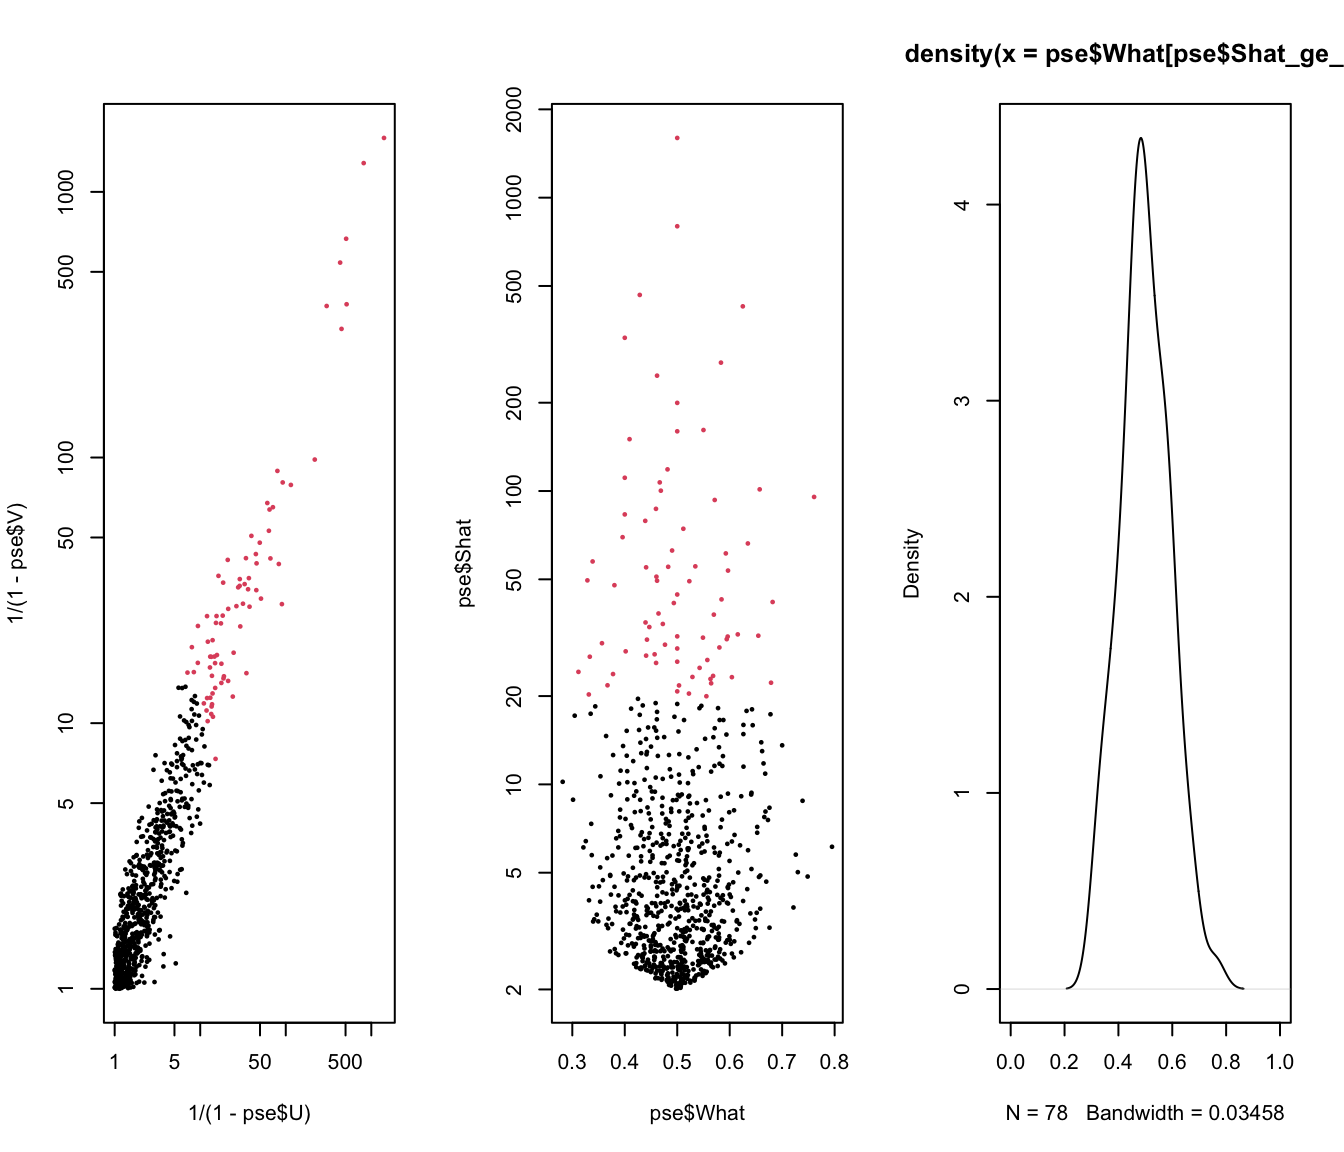 density(x = pse$What[pse$Shat_ge_
1/(1 - pse$V)
1000
500
100
50
10
5
1
1 5 50 500
1/(1 - pse$U)
pse$Shat
2000
1000
500
200
100
50
20
10
5
2
0.3 0.4 0.5 0.6 0.7 0.8
pse$What
Density
4
3
2
1
0
0.0 0.2 0.4 0.6 0.8 1.0
N = 78 Bandwidth = 0.03458